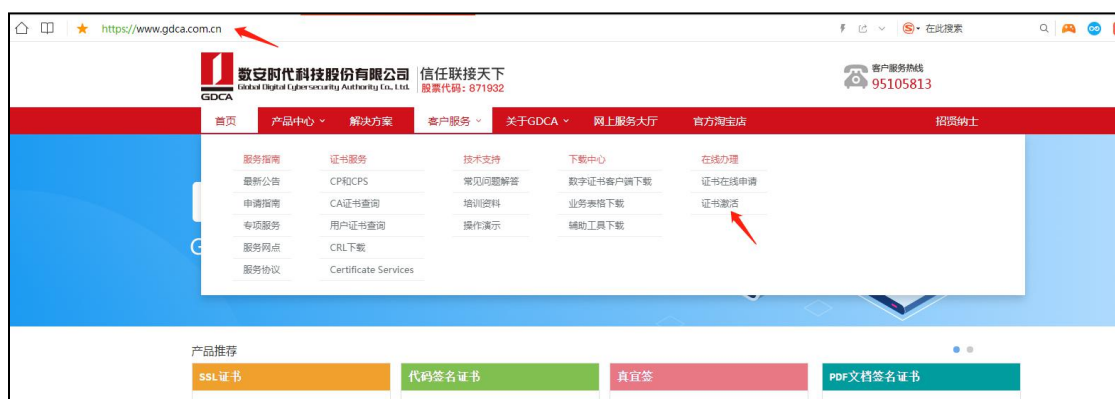 https://www.gdca.com.cn
在此搜索
GDCA
数安时代科技股份有限公司
Global Digital Cybersecurity Authority Co., Ltd.
信任联接天下
股票代码：871932
客户服务热线
95105813
首页 产品中心 解决方案 客户服务 关于GDCA 网上服务大厅 官方淘宝店 招贤纳士
服务指南 证书服务 技术支持 下载中心 在线办理
最新公告 CP和CPS 常见问题解答 数字证书客户端下载 证书在线申请
申请指南 CA证书查询 培训资料 业务表格下载 证书激活
专项服务 用户证书查询 操作演示 辅助工具下载
服务网点 CRL下载
服务协议 Certificate Services
产品推荐
SSL证书 代码签名证书 真宜签 PDF文档签名证书